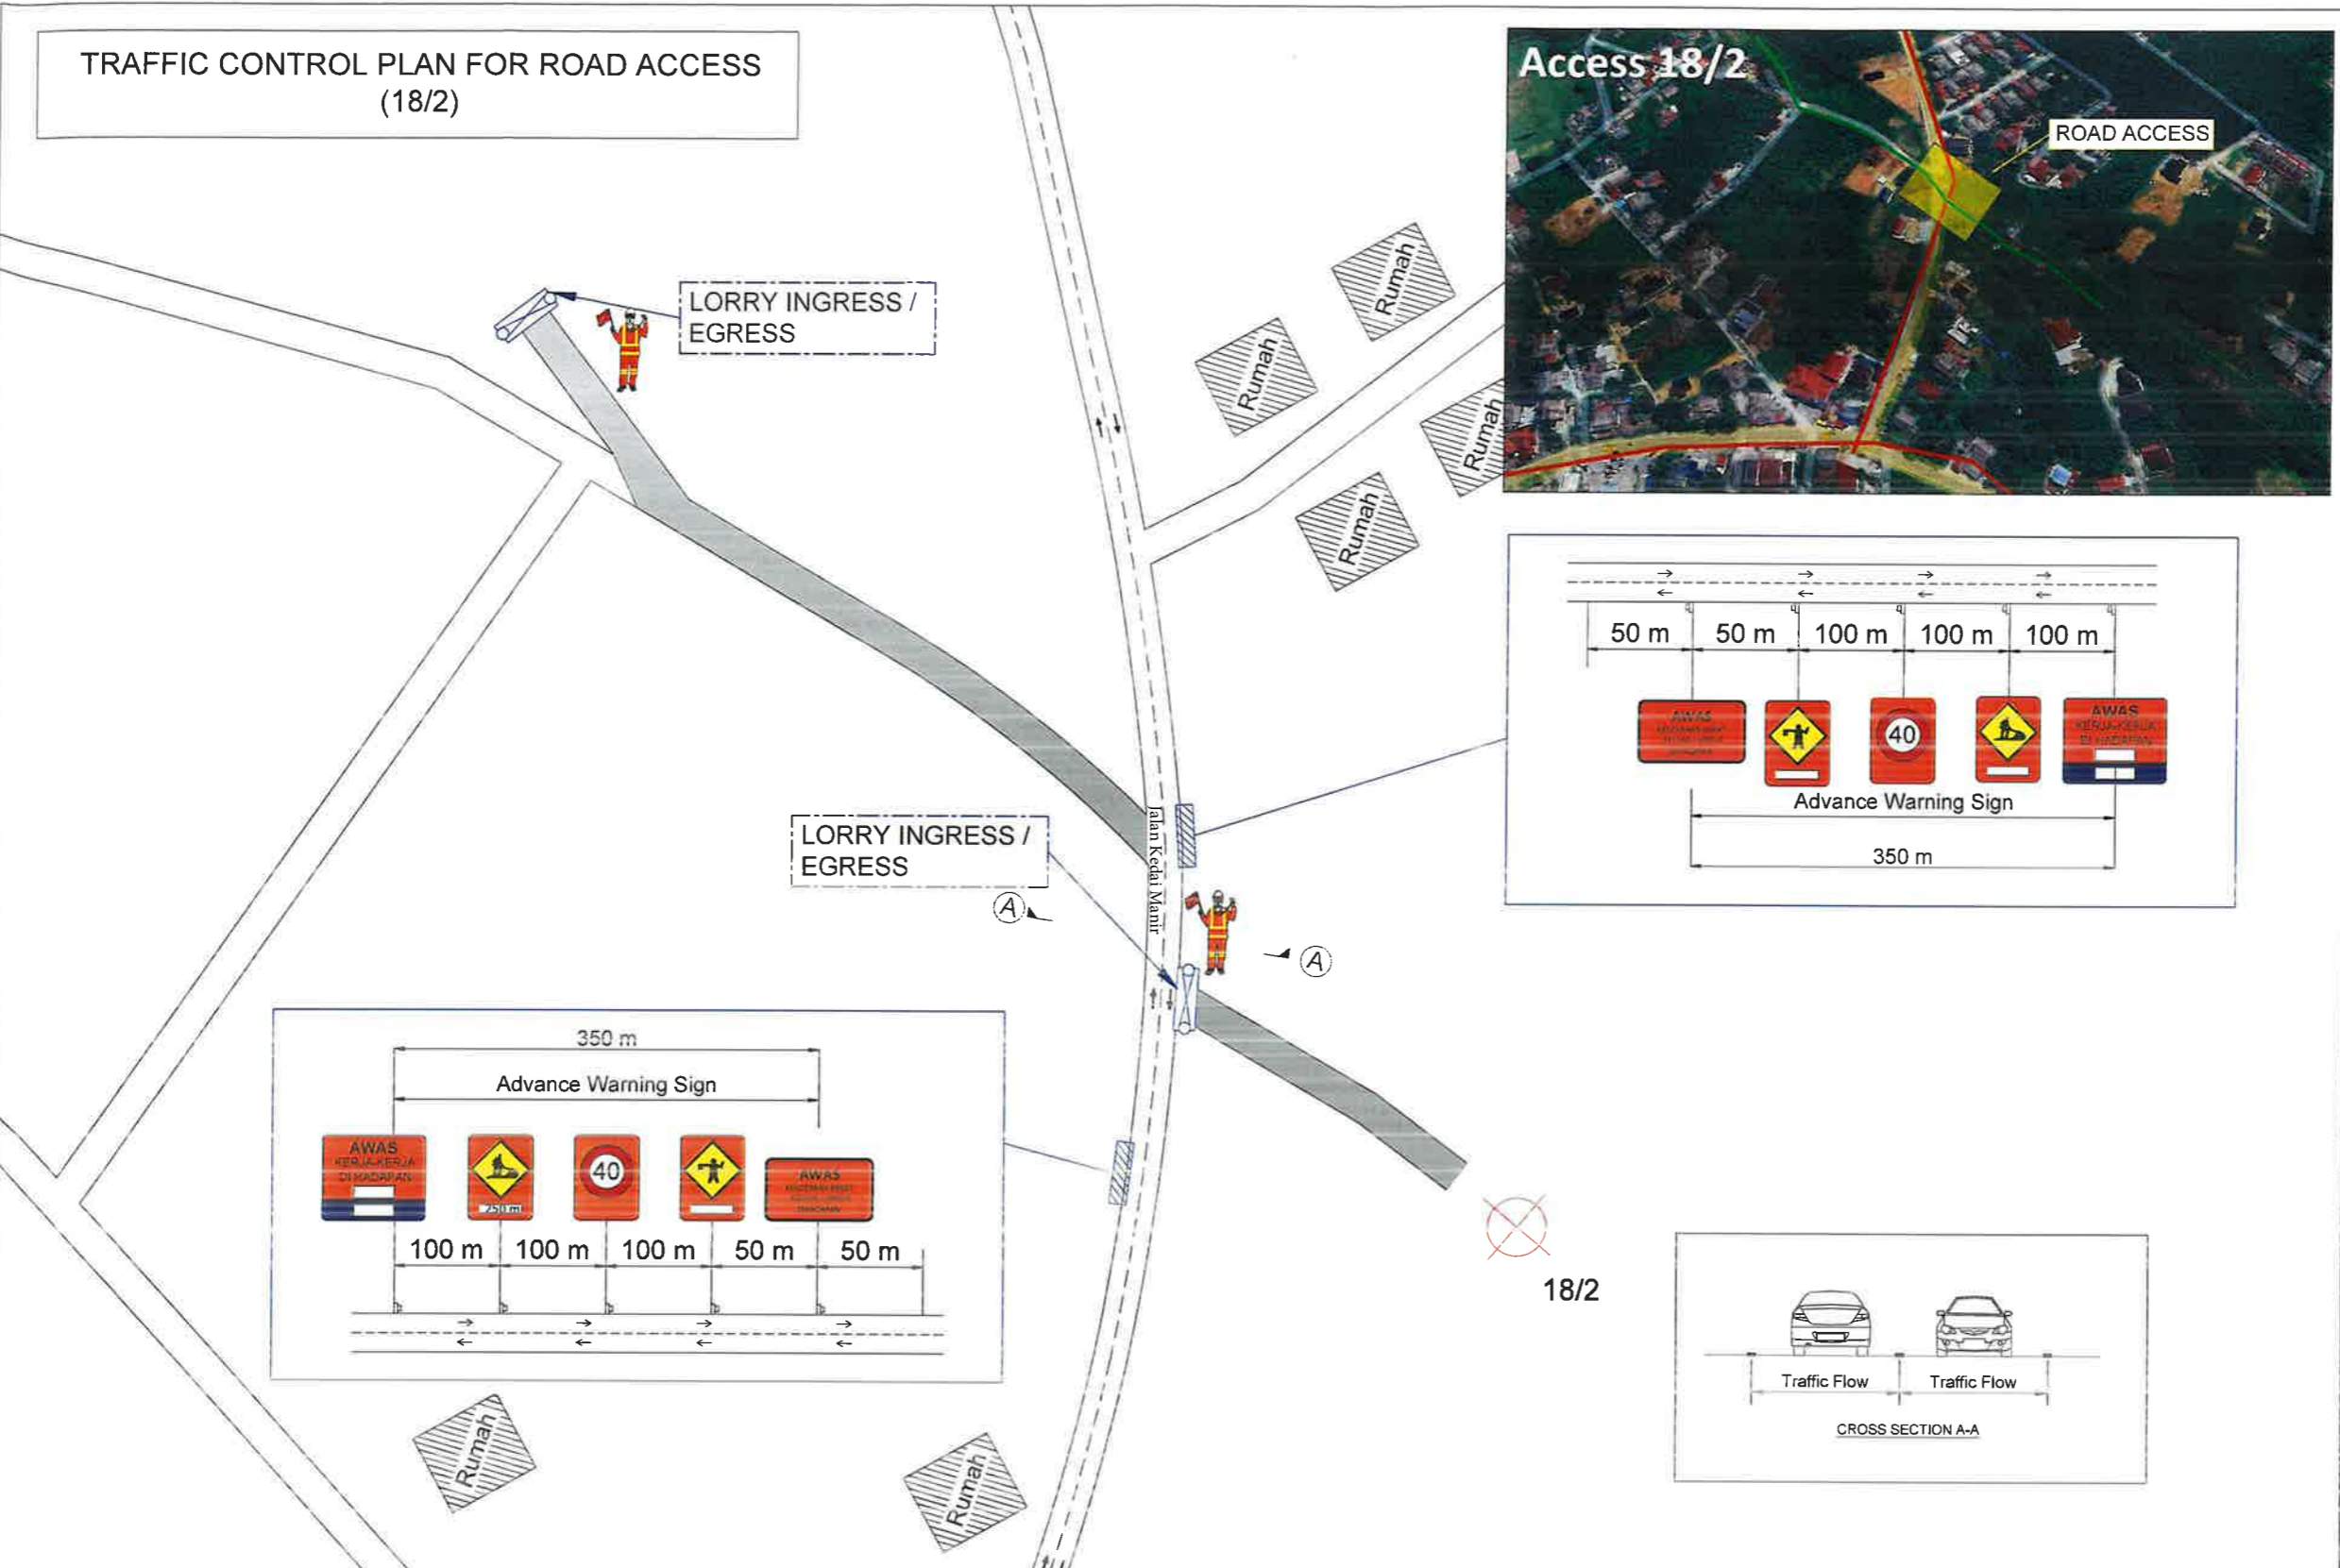 TRAFFIC CONTROL PLAN FOR ROAD ACCESS
(18/2)
Access 18/2
ROAD ACCESS
LORRY INGRESS /
EGRESS
Rumah
Rumah
Rumah
Rumah
50 m 50 m 100 m 100 m 100 m
AWAS
40
AWAS
KERJA-KERJA
DI HADAPAN
Advance Warning Sign
350 m
Jalan Kedai Manir
LORRY INGRESS /
EGRESS
A
A
350 m
Advance Warning Sign
AWAS
KERJA-KERJA
DI HADAPAN
250 m
40
AWAS
100 m 100 m 100 m 50 m 50 m
18/2
Traffic Flow Traffic Flow
CROSS SECTION A-A
Rumah
Rumah